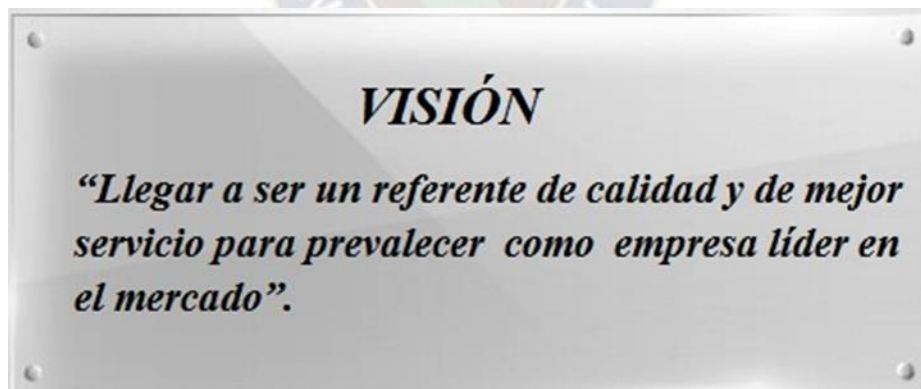 VISIÓN
“Llegar a ser un referente de calidad y de mejor
servicio para prevalecer como empresa líder en
el mercado”.